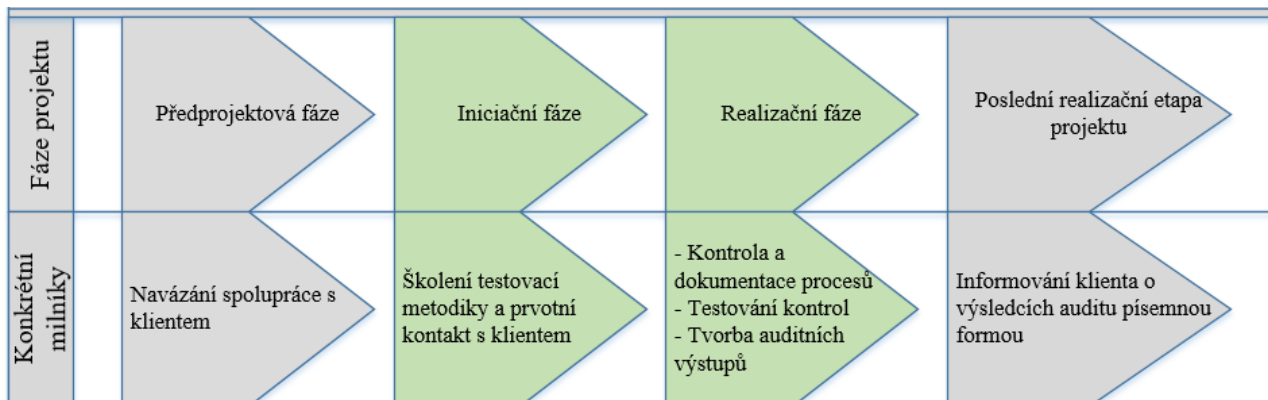 Fáze projektu
Předprojektová fáze
Iniciační fáze
Realizační fáze
Poslední realizační etapa
projektu
Konkrétní
milníky
Navázání spolupráce s
klientem
Školení testovací
metodiky a prvotní
kontakt s klientem
- Kontrola a
dokumentace procesů
- Testování kontrol
- Tvorba auditních
výstupů
Informování klienta o
výsledcích auditu písemnou
formou